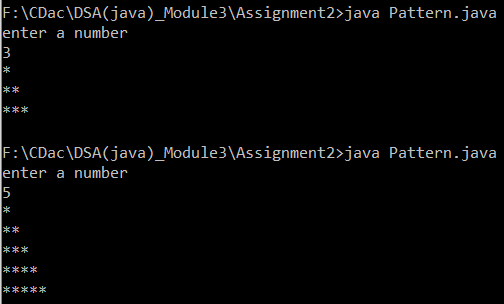 F:\CDac\DSA(java)_Module3\Assignment2>java Pattern.java
enter a number
3
*
**
***
F:\CDac\DSA(java)_Module3\Assignment2>java Pattern.java
enter a number
5
*
**
***
****
*****